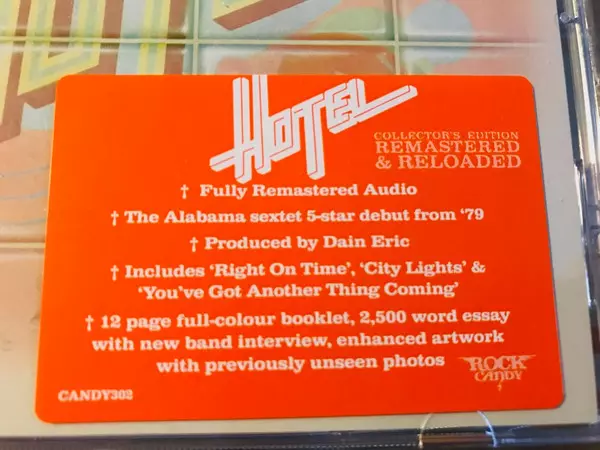 HOTEL
COLLECTOR'S EDITION
REMASTERED
& RELOADED
† Fully Remastered Audio
† The Alabama sextet 5-star debut from '79
† Produced by Dain Eric
† Includes 'Right On Time', 'City Lights' &
'You've Got Another Thing Coming'
† 12 page full-colour booklet, 2,500 word essay
with new band interview, enhanced artwork
with previously unseen photos
ROCK
CANDY
CANDY302